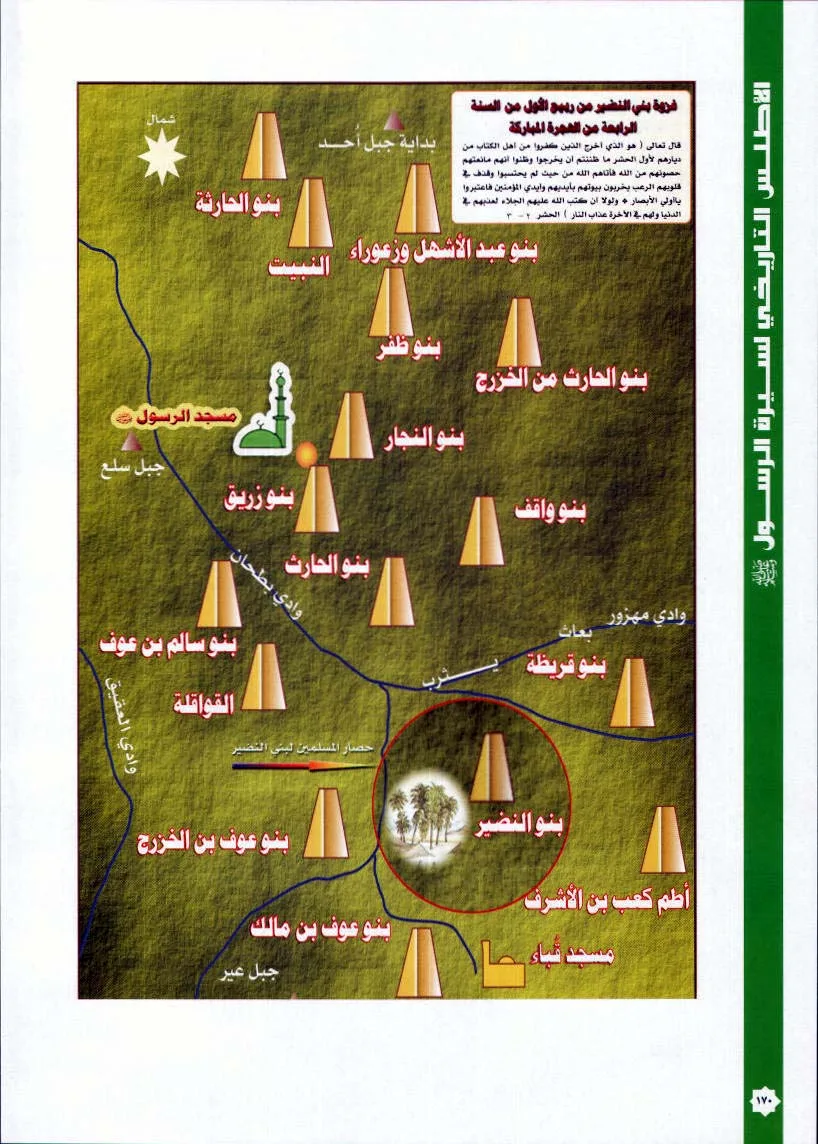 الأطلس التاريخي لسيرة الرسول ﷺ
غزوة بني النضير من ربيع الأول من السنة
الرابعة من الهجرة المباركة
قال تعالى ( هو الذي أخرج الذين كفروا من أهل الكتاب من
ديارهم لأول الحشر ما ظننتم أن يخرجوا وظنوا أنهم مانعتهم
حصونهم من الله فأتاهم الله من حيث لم يحتسبوا وقذف في
قلوبهم الرعب يخربون بيوتهم بأيديهم وأيدي المؤمنين فاعتبروا
ياأولي الأبصار * ولولا أن كتب الله عليهم الجلاء لعذبهم في
الدنيا ولهم في الآخرة عذاب النار ) الحشر ٢ - ٣
شمال
بداية جبل أُحد
بنو الحارثة
بنو عبد الأشهل وزعوراء
النبيت
بنو ظفر
بنو الحارث من الخزرج
مسجد الرسول ﷺ
بنو النجار
جبل سلع
بنو زريق
بنو واقف
وادي بطحان
بنو الحارث
وادي مهزور
بعاث
بنو سالم بن عوف
بنو قريظة
يثرب
القواقلة
وادي العقيق
حصار المسلمين لبني النضير
بنو النضير
بنو عوف بن الخزرج
أطم كعب بن الأشرف
بنو عوف بن مالك
مسجد قُباء
جبل عير
١٧٠